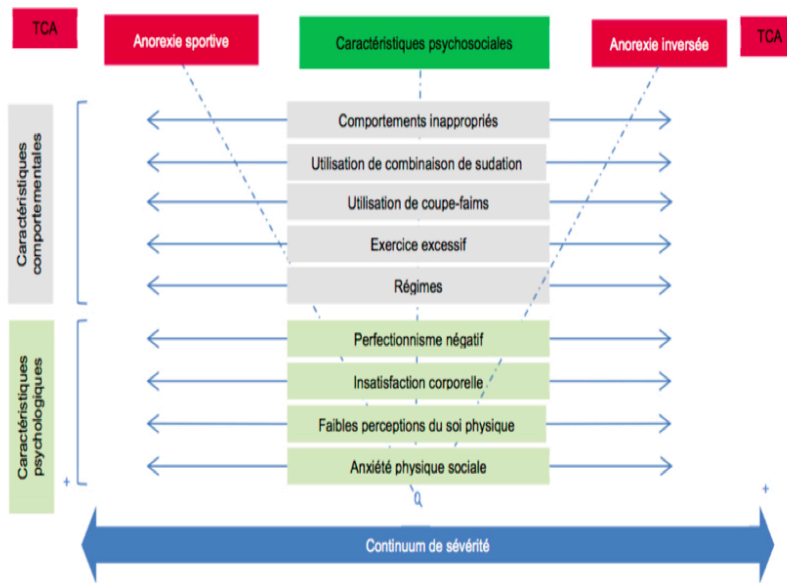 TCA
Anorexie sportive
Caractéristiques psychosociales
Anorexie inversée
TCA
Caractéristiques
comportementales
Comportements inappropriés
Utilisation de combinaison de sudation
Utilisation de coupe-faims
Exercice excessif
Régimes
Caractéristiques
psychologiques
Perfectionnisme négatif
Insatisfaction corporelle
Faibles perceptions du soi physique
Anxiété physique sociale
+
+
Continuum de sévérité